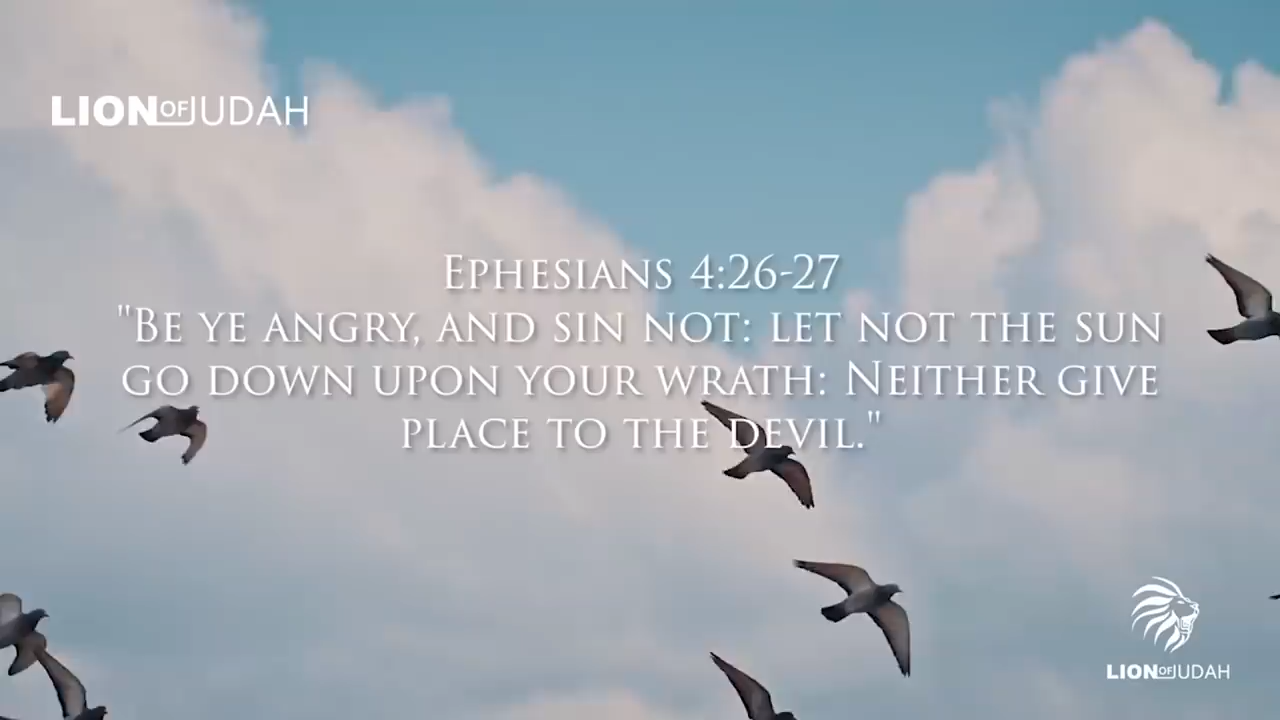 LION OF JUDAH
EPHESIANS 4:26-27
"BE YE ANGRY, AND SIN NOT: LET NOT THE SUN
GO DOWN UPON YOUR WRATH: NEITHER GIVE
PLACE TO THE DEVIL."
LION OF JUDAH